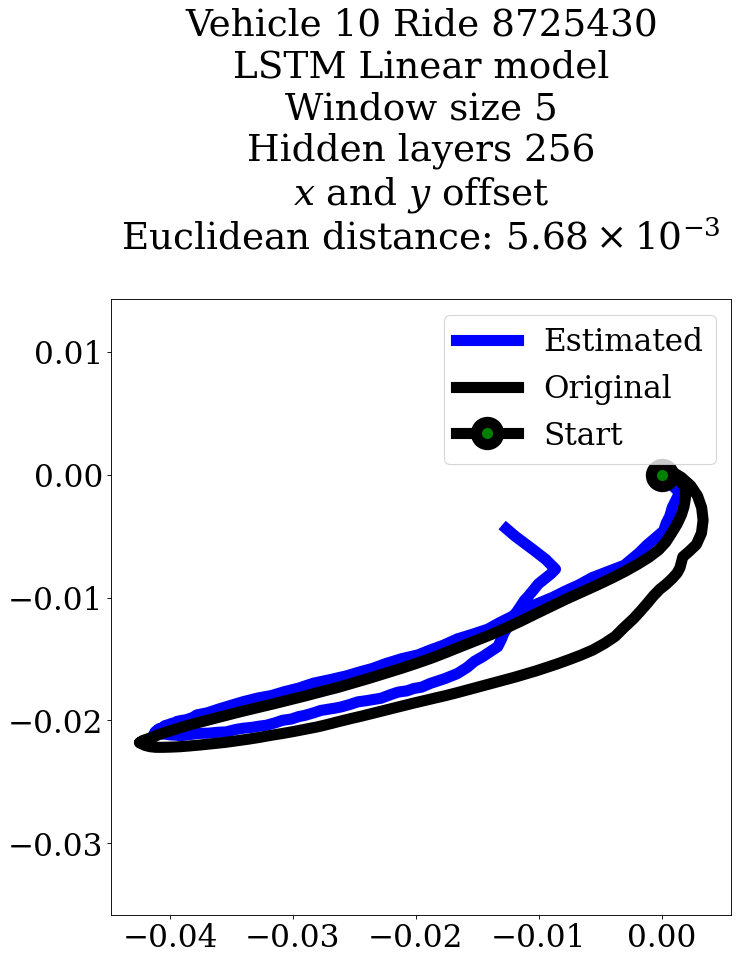 Vehicle 10 Ride 8725430
LSTM Linear model
Window size 5
Hidden layers 256
x and y offset
Euclidean distance: 5.68 × 10⁻³
Estimated
Original
Start
0.01
0.00
−0.01
−0.02
−0.03
−0.04 −0.03 −0.02 −0.01 0.00